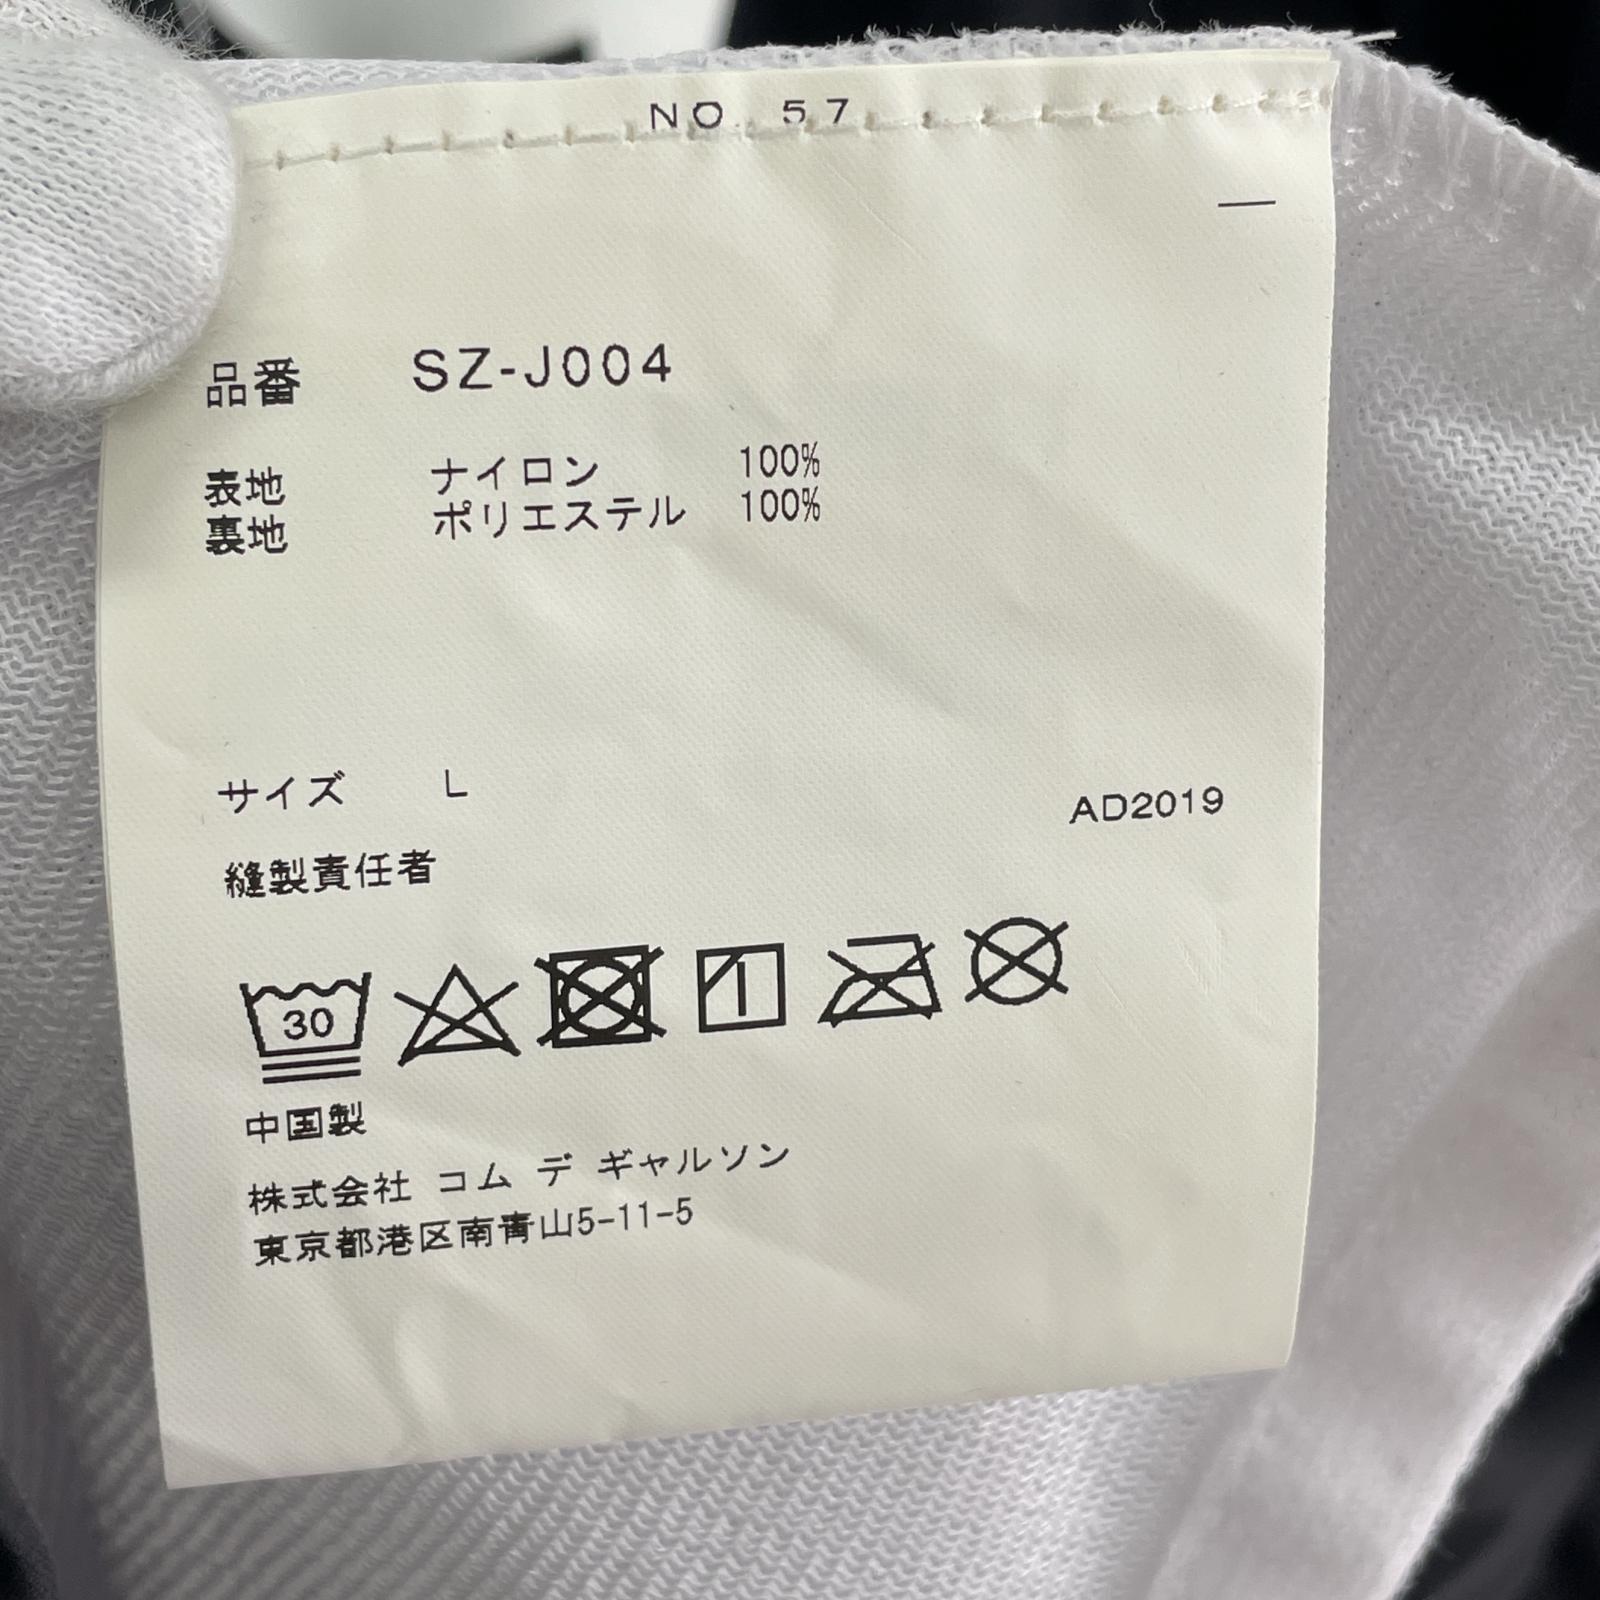 NO. 57
品番 SZ-J004
表地 ナイロン 100%
裏地 ポリエステル 100%
サイズ L
AD2019
縫製責任者
30
中国製
株式会社 コム デ ギャルソン
東京都港区南青山5-11-5